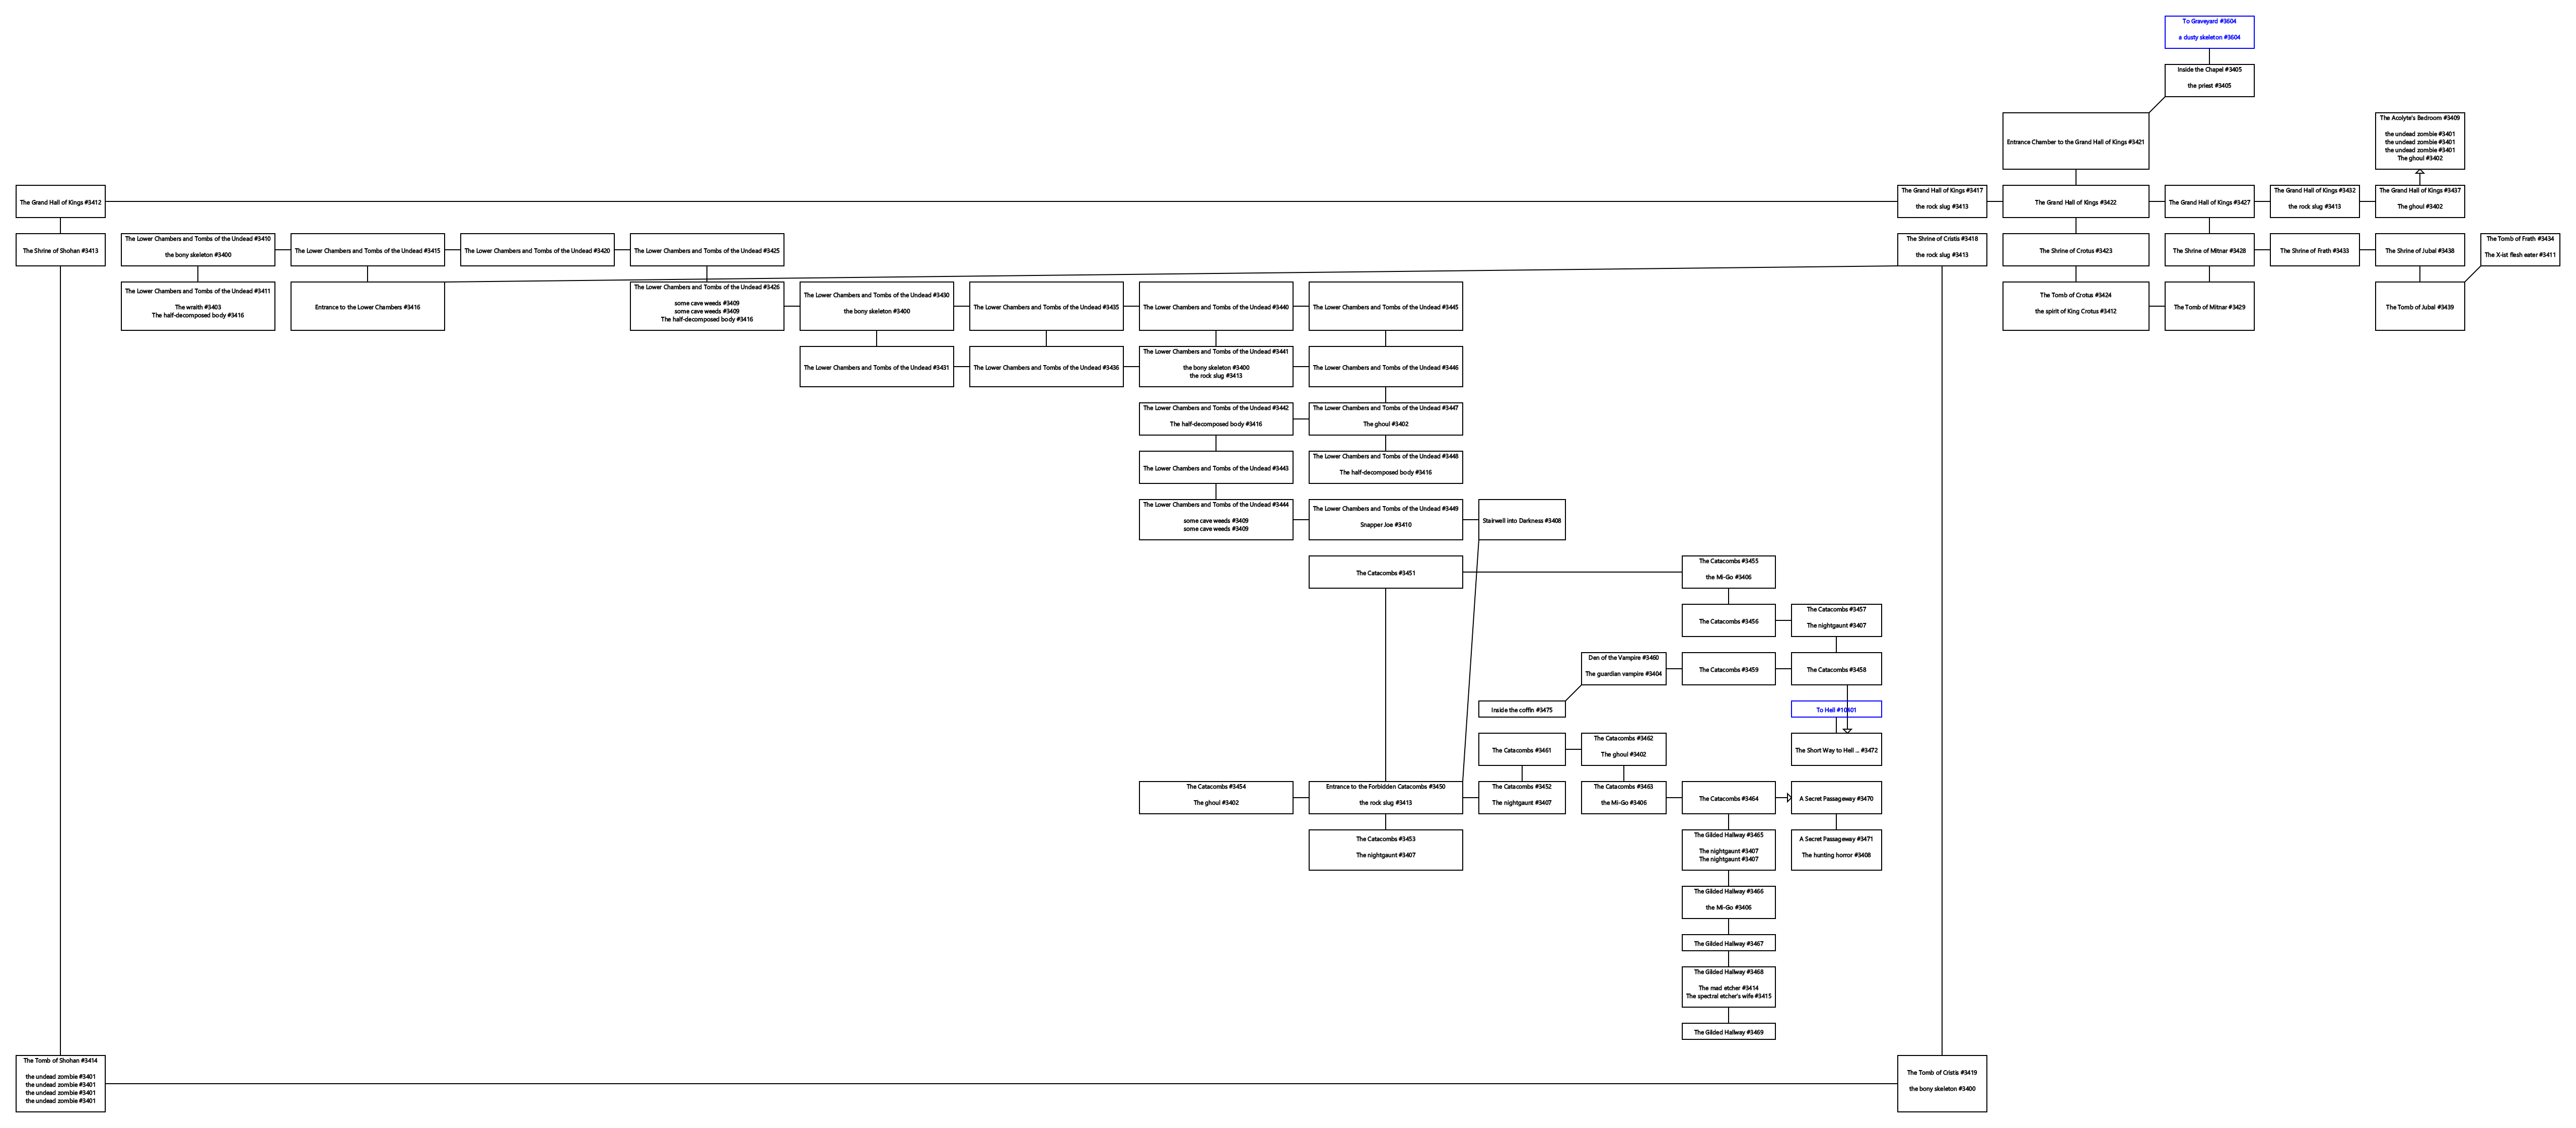 To Graveyard #3604
a dusty skeleton #3604
Inside the Chapel #3405
the priest #3405
Entrance Chamber to the Grand Hall of Kings #3421
The Acolyte's Bedroom #3409
the undead zombie #3401
the undead zombie #3401
the undead zombie #3401
The ghoul #3402
The Grand Hall of Kings #3412
The Grand Hall of Kings #3417
the rock slug #3413
The Grand Hall of Kings #3422
The Grand Hall of Kings #3427
The Grand Hall of Kings #3432
the rock slug #3413
The Grand Hall of Kings #3437
The ghoul #3402
The Shrine of Shohan #3413
The Lower Chambers and Tombs of the Undead #3410
the bony skeleton #3400
The Lower Chambers and Tombs of the Undead #3415
The Lower Chambers and Tombs of the Undead #3420
The Lower Chambers and Tombs of the Undead #3425
The Shrine of Cristis #3418
the rock slug #3413
The Shrine of Crotus #3423
The Shrine of Mitnar #3428
The Shrine of Frath #3433
The Shrine of Jubal #3438
The Tomb of Frath #3434
The X-ist flesh eater #3411
The Lower Chambers and Tombs of the Undead #3411
The wraith #3403
The half-decomposed body #3416
Entrance to the Lower Chambers #3416
The Lower Chambers and Tombs of the Undead #3426
some cave weeds #3409
some cave weeds #3409
The half-decomposed body #3416
The Lower Chambers and Tombs of the Undead #3430
the bony skeleton #3400
The Lower Chambers and Tombs of the Undead #3435
The Lower Chambers and Tombs of the Undead #3440
The Lower Chambers and Tombs of the Undead #3445
The Tomb of Crotus #3424
the spirit of King Crotus #3412
The Tomb of Mitnar #3429
The Tomb of Jubal #3439
The Lower Chambers and Tombs of the Undead #3431
The Lower Chambers and Tombs of the Undead #3436
The Lower Chambers and Tombs of the Undead #3441
the bony skeleton #3400
the rock slug #3413
The Lower Chambers and Tombs of the Undead #3446
The Lower Chambers and Tombs of the Undead #3442
The half-decomposed body #3416
The Lower Chambers and Tombs of the Undead #3447
The ghoul #3402
The Lower Chambers and Tombs of the Undead #3443
The Lower Chambers and Tombs of the Undead #3448
The half-decomposed body #3416
The Lower Chambers and Tombs of the Undead #3444
some cave weeds #3409
some cave weeds #3409
The Lower Chambers and Tombs of the Undead #3449
Snapper Joe #3410
Stairwell into Darkness #3408
The Catacombs #3451
The Catacombs #3455
the Mi-Go #3406
The Catacombs #3456
The Catacombs #3457
The nightgaunt #3407
Den of the Vampire #3460
The guardian vampire #3404
The Catacombs #3459
The Catacombs #3458
Inside the coffin #3475
To Hell #10401
The Catacombs #3461
The Catacombs #3462
The ghoul #3402
The Short Way to Hell ... #3472
The Catacombs #3454
The ghoul #3402
Entrance to the Forbidden Catacombs #3450
the rock slug #3413
The Catacombs #3452
The nightgaunt #3407
The Catacombs #3463
the Mi-Go #3406
The Catacombs #3464
A Secret Passageway #3470
The Catacombs #3453
The nightgaunt #3407
The Gilded Hallway #3465
The nightgaunt #3407
The nightgaunt #3407
A Secret Passageway #3471
The hunting horror #3408
The Gilded Hallway #3466
the Mi-Go #3406
The Gilded Hallway #3467
The Gilded Hallway #3468
The mad etcher #3414
The spectral etcher's wife #3415
The Gilded Hallway #3469
The Tomb of Shohan #3414
the undead zombie #3401
the undead zombie #3401
the undead zombie #3401
the undead zombie #3401
The Tomb of Cristis #3419
the bony skeleton #3400